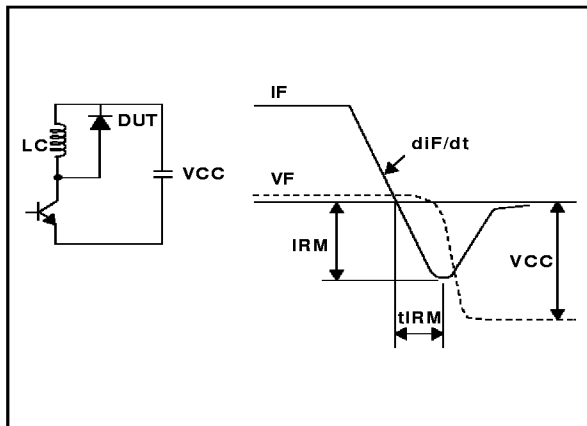 DUT
LC
VCC
IF
diF/dt
VF
IRM
VCC
tIRM